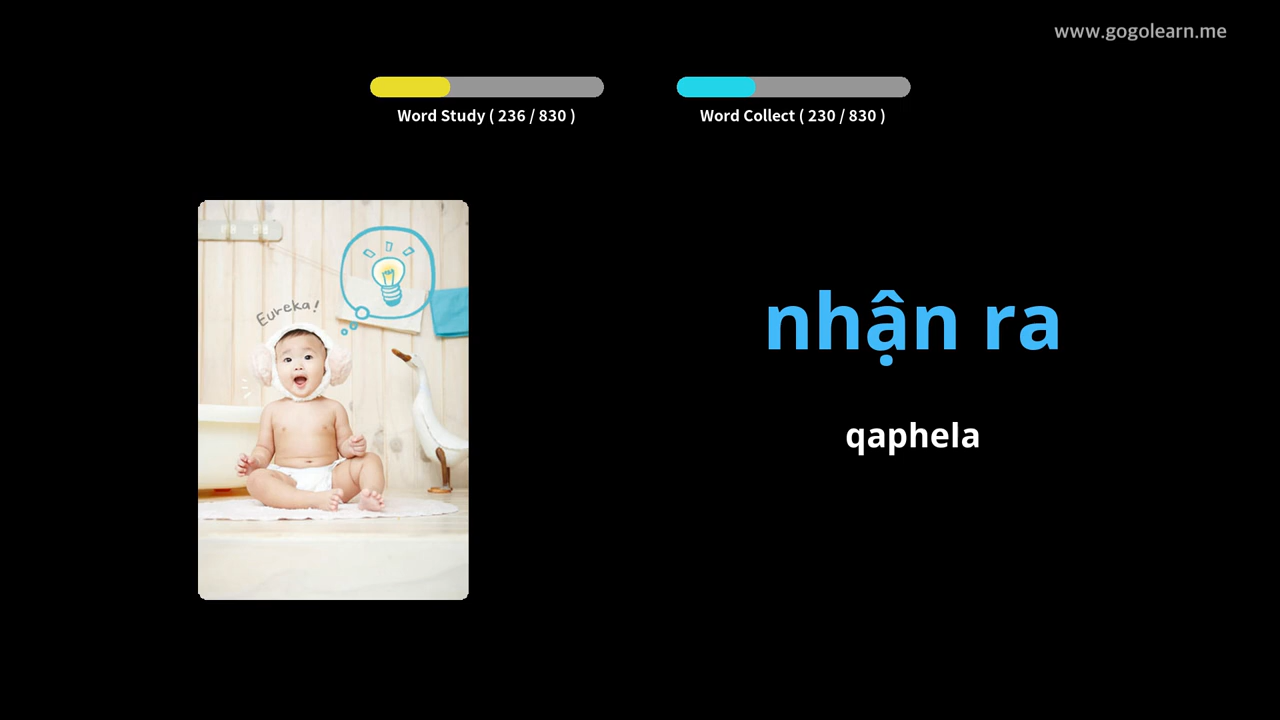 www.gogolearn.me
Word Study ( 236 / 830 )
Word Collect ( 230 / 830 )
Eureka!
nhận ra
qaphela